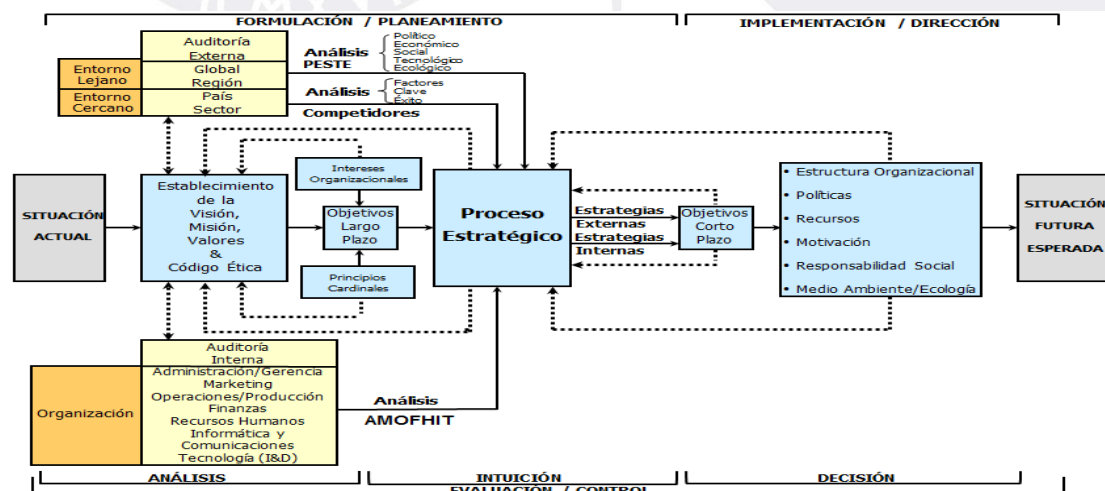 FORMULACIÓN / PLANEAMIENTO
IMPLEMENTACIÓN / DIRECCIÓN
Auditoría
Externa
Entorno
Lejano
Global
Región
Entorno
Cercano
País
Sector
Análisis
PESTE
Político
Económico
Social
Tecnológico
Ecológico
Análisis
Competidores
Factores
Clave
Éxito
SITUACIÓN
ACTUAL
Establecimiento
de la
Visión,
Misión,
Valores
&
Código Ética
Intereses
Organizacionales
Objetivos
Largo
Plazo
Principios
Cardinales
Proceso
Estratégico
Estrategias
Externas
Estrategias
Internas
Objetivos
Corto
Plazo
• Estructura Organizacional
• Políticas
• Recursos
• Motivación
• Responsabilidad Social
• Medio Ambiente/Ecología
SITUACIÓN
FUTURA
ESPERADA
Organización
Auditoría
Interna
Administración/Gerencia
Marketing
Operaciones/Producción
Finanzas
Recursos Humanos
Informática y
Comunicaciones
Tecnología (I&D)
Análisis
AMOFHIT
ANÁLISIS
INTUICIÓN
DECISIÓN
EVALUACIÓN / CONTROL